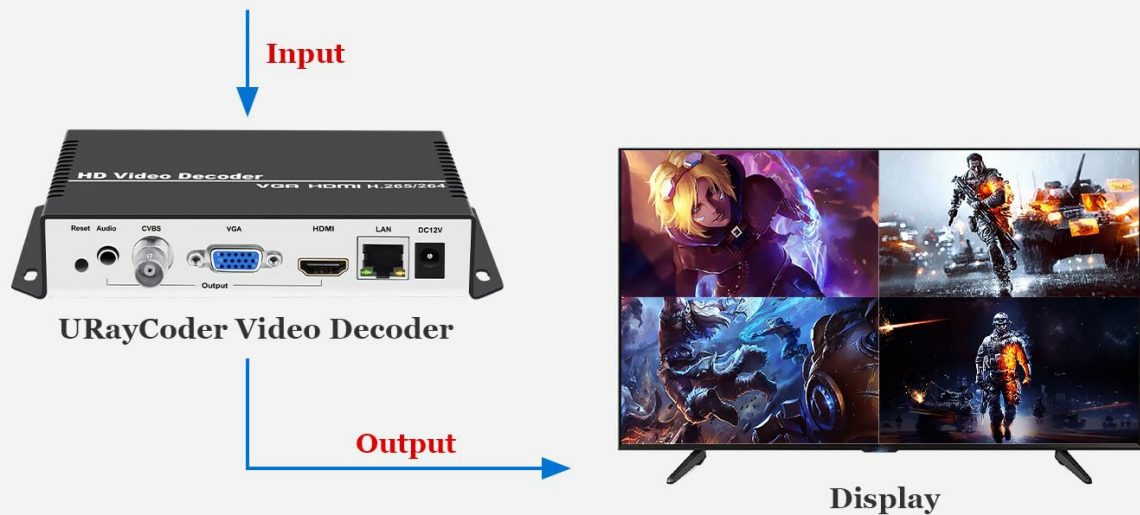 Input
HD Video Decoder
VGA HDMI H.265/264
Reset Audio CVBS VGA HDMI LAN DC12V
Output
URayCoder Video Decoder
Output
Display